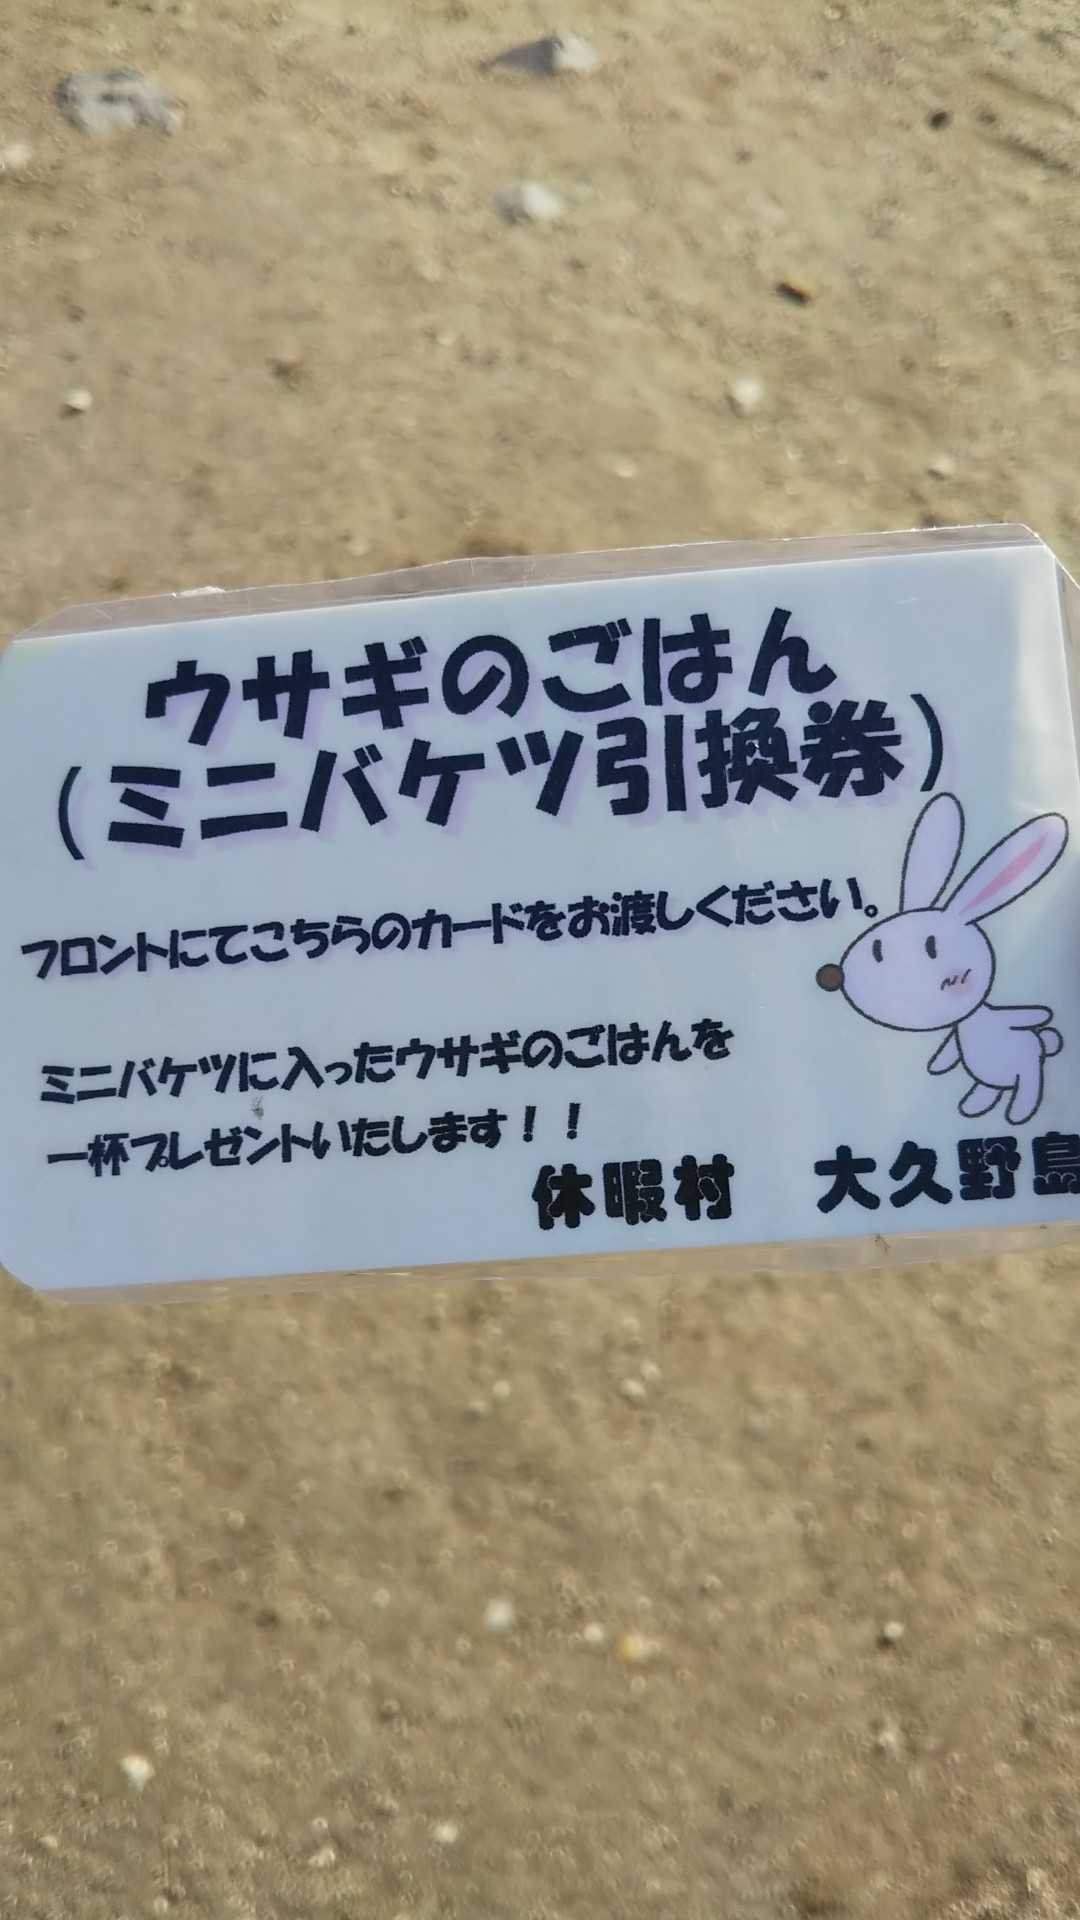 ウサギのごはん
(ミニバケツ引換券)
フロントにてこちらのカードをお渡しください。
ミニバケツに入ったウサギのごはんを
一杯プレゼントいたします！！
休暇村　大久野島